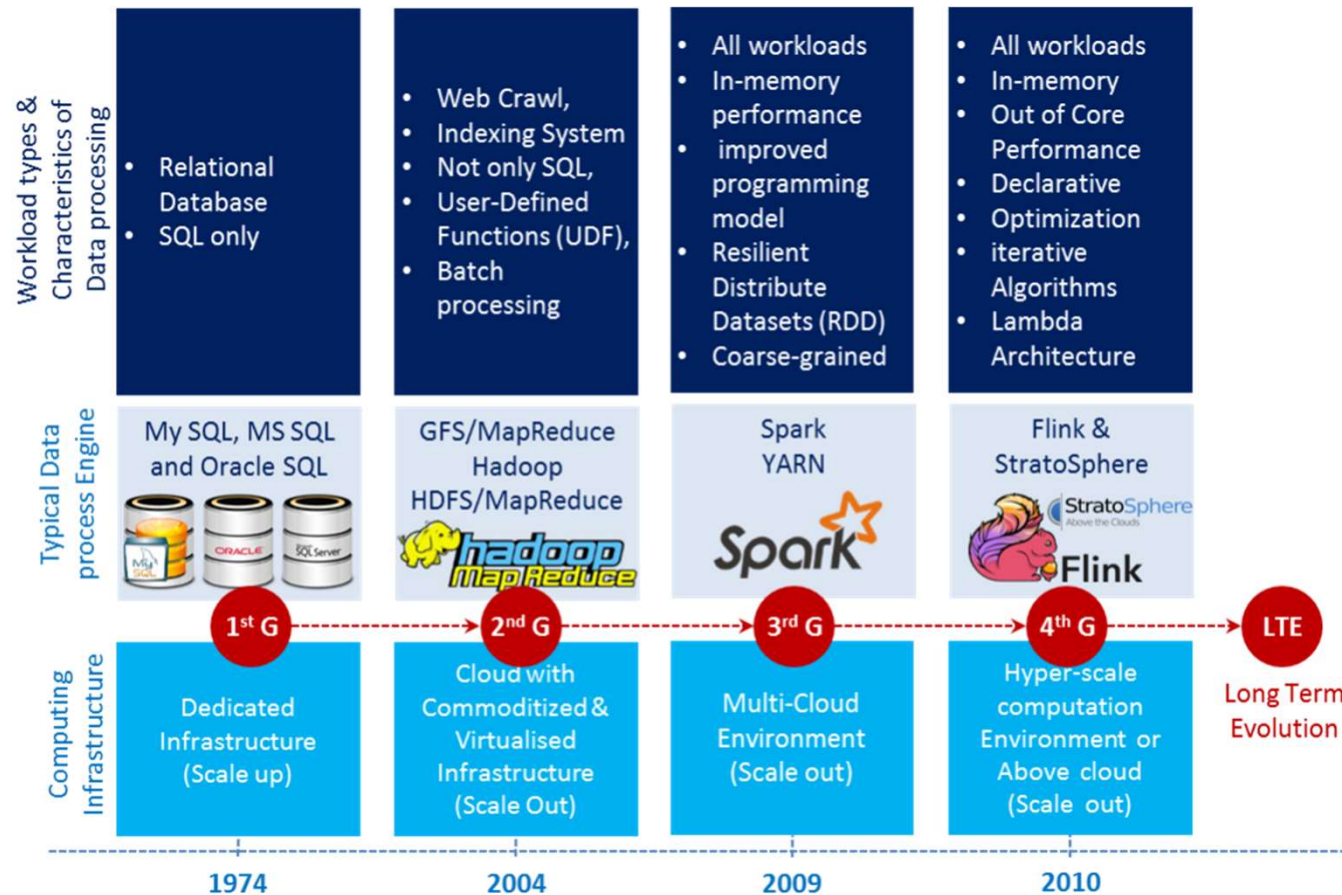 Workload types &
Characteristics of
Data processing
• Relational
Database
• SQL only
• Web Crawl,
• Indexing System
• Not only SQL,
• User-Defined
Functions (UDF),
• Batch
processing
• All workloads
• In-memory
performance
• improved
programming
model
• Resilient
Distribute
Datasets (RDD)
• Coarse-grained
• All workloads
• In-memory
• Out of Core
Performance
• Declarative
• Optimization
• iterative
Algorithms
• Lambda
Architecture
Typical Data
process Engine
My SQL, MS SQL
and Oracle SQL
My
SQL
ORACLE
SQL Server
GFS/MapReduce
Hadoop
HDFS/MapReduce
hadoop
Map Reduce
Spark
YARN
Spark
Flink &
StratoSphere
StratoSphere
Above the Clouds
Flink
1st G
2nd G
3rd G
4th G
LTE
Long Term
Evolution
Computing
Infrastructure
Dedicated
Infrastructure
(Scale up)
Cloud with
Commoditized &
Virtualised
Infrastructure
(Scale Out)
Multi-Cloud
Environment
(Scale out)
Hyper-scale
computation
Environment or
Above cloud
(Scale out)
1974
2004
2009
2010